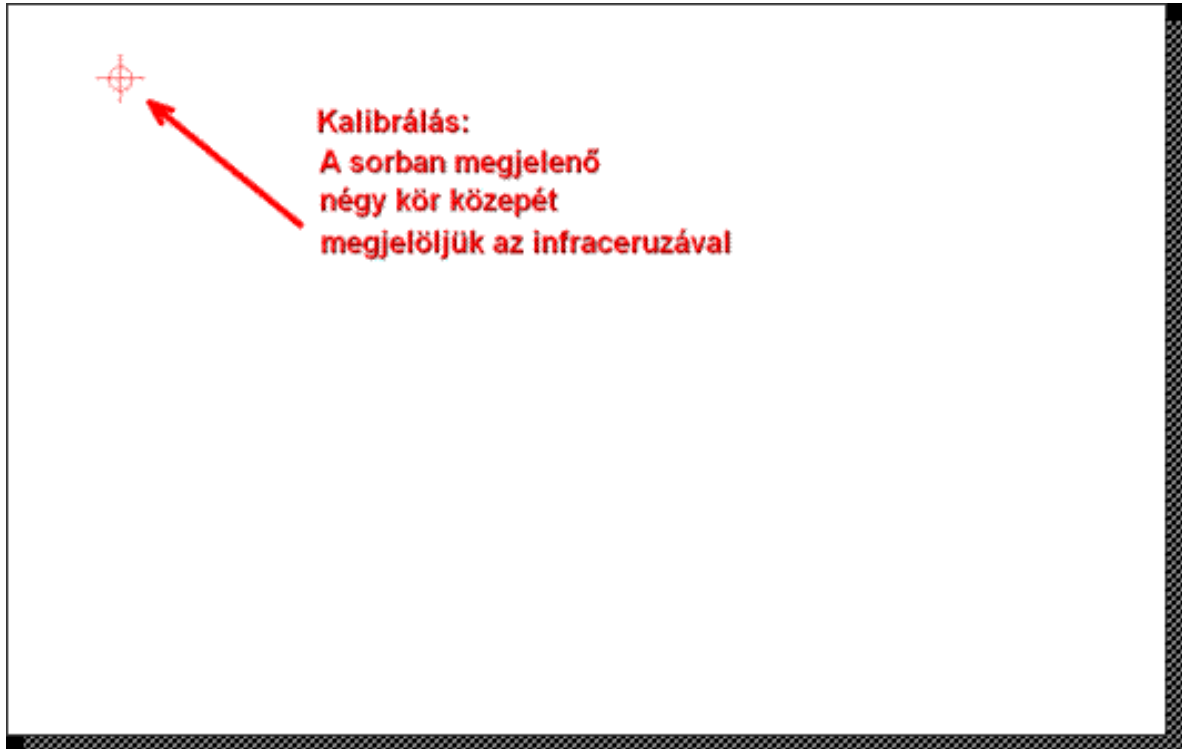 Kalibrálás:
A sorban megjelenő
négy kör közepét
megjelöljük az infraceruzával